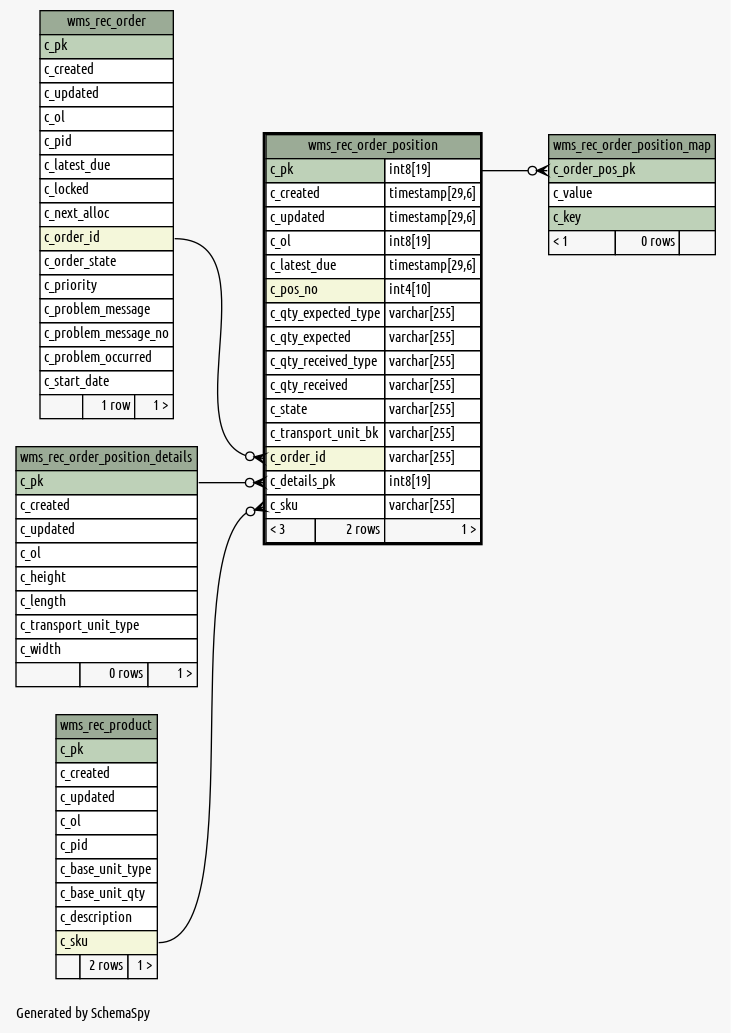 wms_rec_order
c_pk
c_created
c_updated
c_ol
c_pid
c_latest_due
c_locked
c_next_alloc
c_order_id
c_order_state
c_priority
c_problem_message
c_problem_message_no
c_problem_occurred
c_start_date
1 row 1 >
wms_rec_order_position_details
c_pk
c_created
c_updated
c_ol
c_height
c_length
c_transport_unit_type
c_width
0 rows 1 >
wms_rec_product
c_pk
c_created
c_updated
c_ol
c_pid
c_base_unit_type
c_base_unit_qty
c_description
c_sku
2 rows 1 >
wms_rec_order_position
c_pk int8[19]
c_created timestamp[29,6]
c_updated timestamp[29,6]
c_ol int8[19]
c_latest_due timestamp[29,6]
c_pos_no int4[10]
c_qty_expected_type varchar[255]
c_qty_expected varchar[255]
c_qty_received_type varchar[255]
c_qty_received varchar[255]
c_state varchar[255]
c_transport_unit_bk varchar[255]
c_order_id varchar[255]
c_details_pk int8[19]
c_sku varchar[255]
< 3 2 rows 1 >
wms_rec_order_position_map
c_order_pos_pk
c_value
c_key
< 1 0 rows
Generated by SchemaSpy